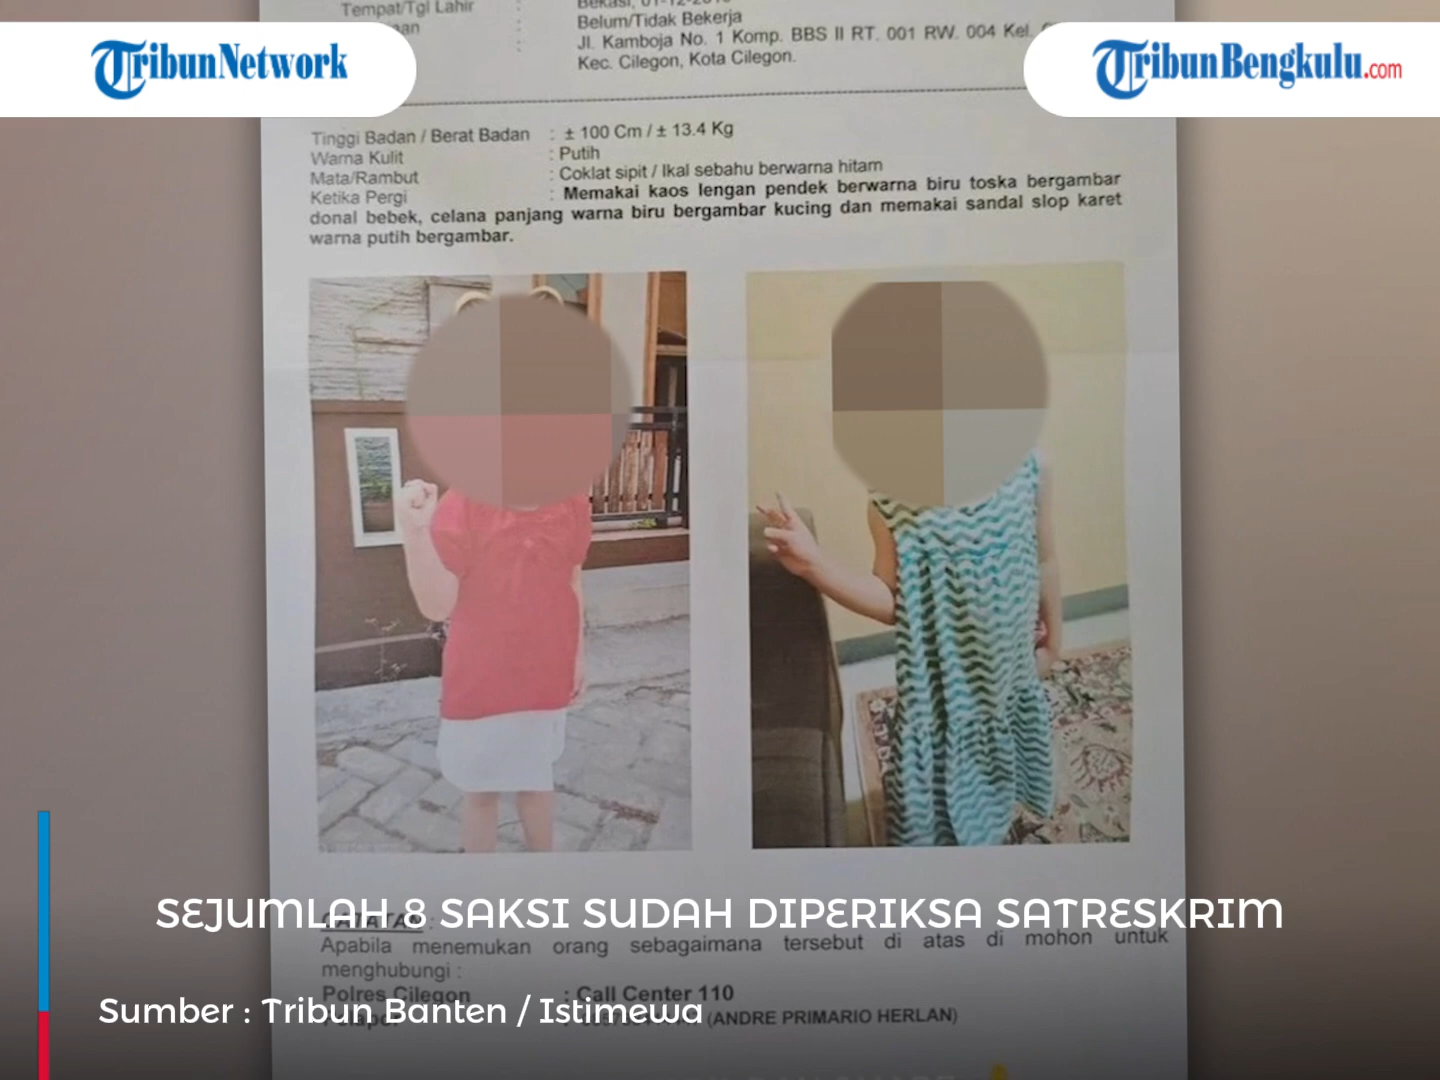 Tempat/Tgl Lahir :
TribunNetwork
TribunBengkulu.com
Belum/Tidak Bekerja
Jl. Kamboja No. 1 Komp. BBS II RT. 001 RW. 004 Kel.
Kec. Cilegon, Kota Cilegon.
Tinggi Badan / Berat Badan : ± 100 Cm / ± 13.4 Kg
Warna Kulit : Putih
Mata/Rambut : Coklat sipit / Ikal sebahu berwarna hitam
Ketika Pergi : Memakai kaos lengan pendek berwarna biru toska bergambar
donal bebek, celana panjang warna biru bergambar kucing dan memakai sandal slop karet
warna putih bergambar.
SEJUMLAH 8 SAKSI SUDAH DIPERIKSA SATRESKRIM
Apabila menemukan orang sebagaimana tersebut di atas di mohon untuk
menghubungi :
Polres Cilegon : Call Center 110
Sumber : Tribun Banten / Istimewa
(ANDRE PRIMARIO HERLAN)